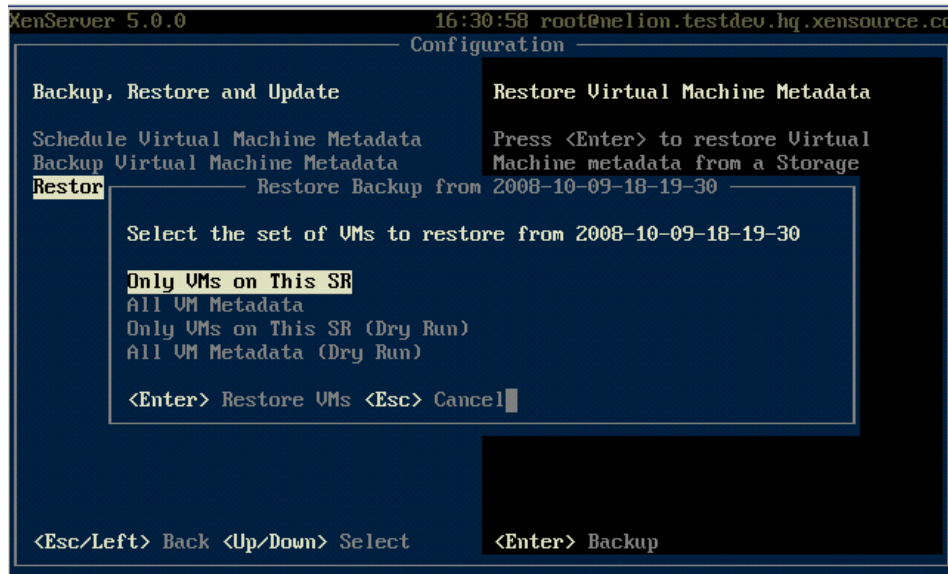 XenServer 5.0.0 16:30:58 root@nelion.testdev.hq.xensource.co
Configuration
Backup, Restore and Update
Restore Virtual Machine Metadata
Schedule Virtual Machine Metadata
Backup Virtual Machine Metadata
Press <Enter> to restore Virtual
Machine metadata from a Storage
Restor
Restore Backup from 2008-10-09-18-19-30
Select the set of VMs to restore from 2008-10-09-18-19-30
Only VMs on This SR
All VM Metadata
Only VMs on This SR (Dry Run)
All VM Metadata (Dry Run)
<Enter> Restore VMs <Esc> Cancel
<Esc/Left> Back <Up/Down> Select
<Enter> Backup